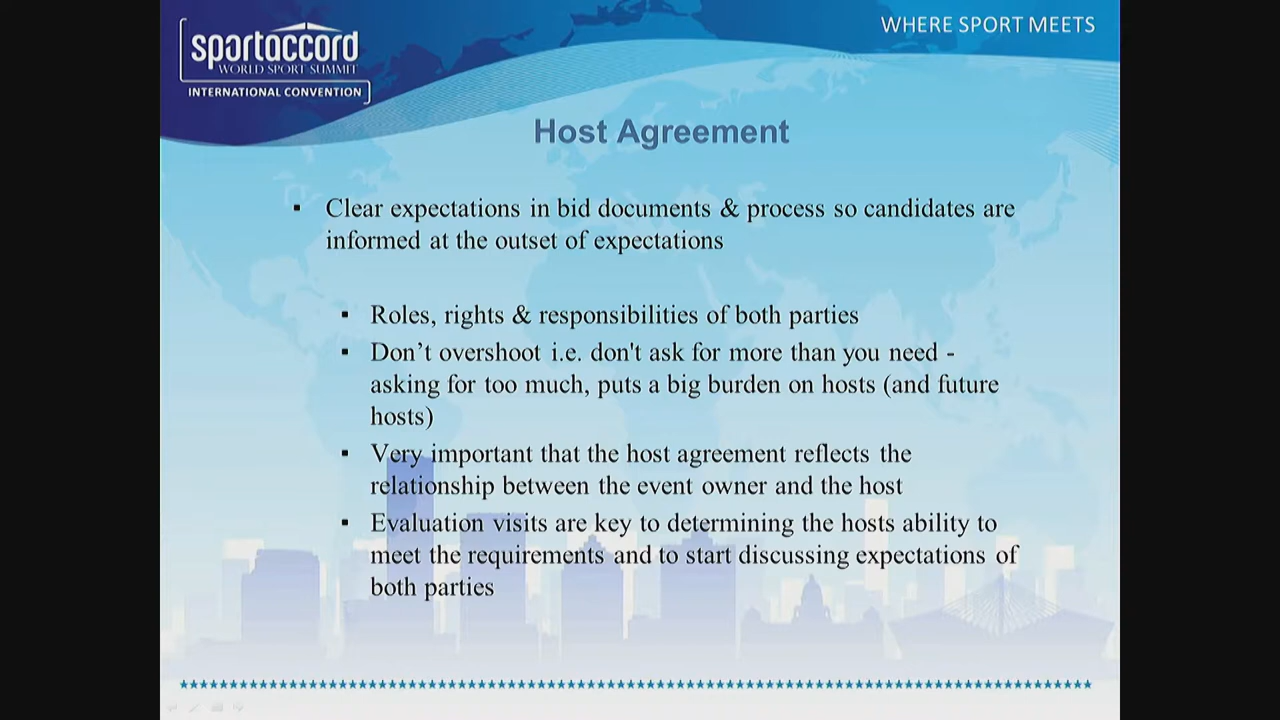 WHERE SPORT MEETS
sportaccord
WORLD SPORT SUMMIT
INTERNATIONAL CONVENTION
Host Agreement
▪ Clear expectations in bid documents & process so candidates are
informed at the outset of expectations
▪ Roles, rights & responsibilities of both parties
▪ Don’t overshoot i.e. don't ask for more than you need -
asking for too much, puts a big burden on hosts (and future
hosts)
▪ Very important that the host agreement reflects the
relationship between the event owner and the host
▪ Evaluation visits are key to determining the hosts ability to
meet the requirements and to start discussing expectations of
both parties